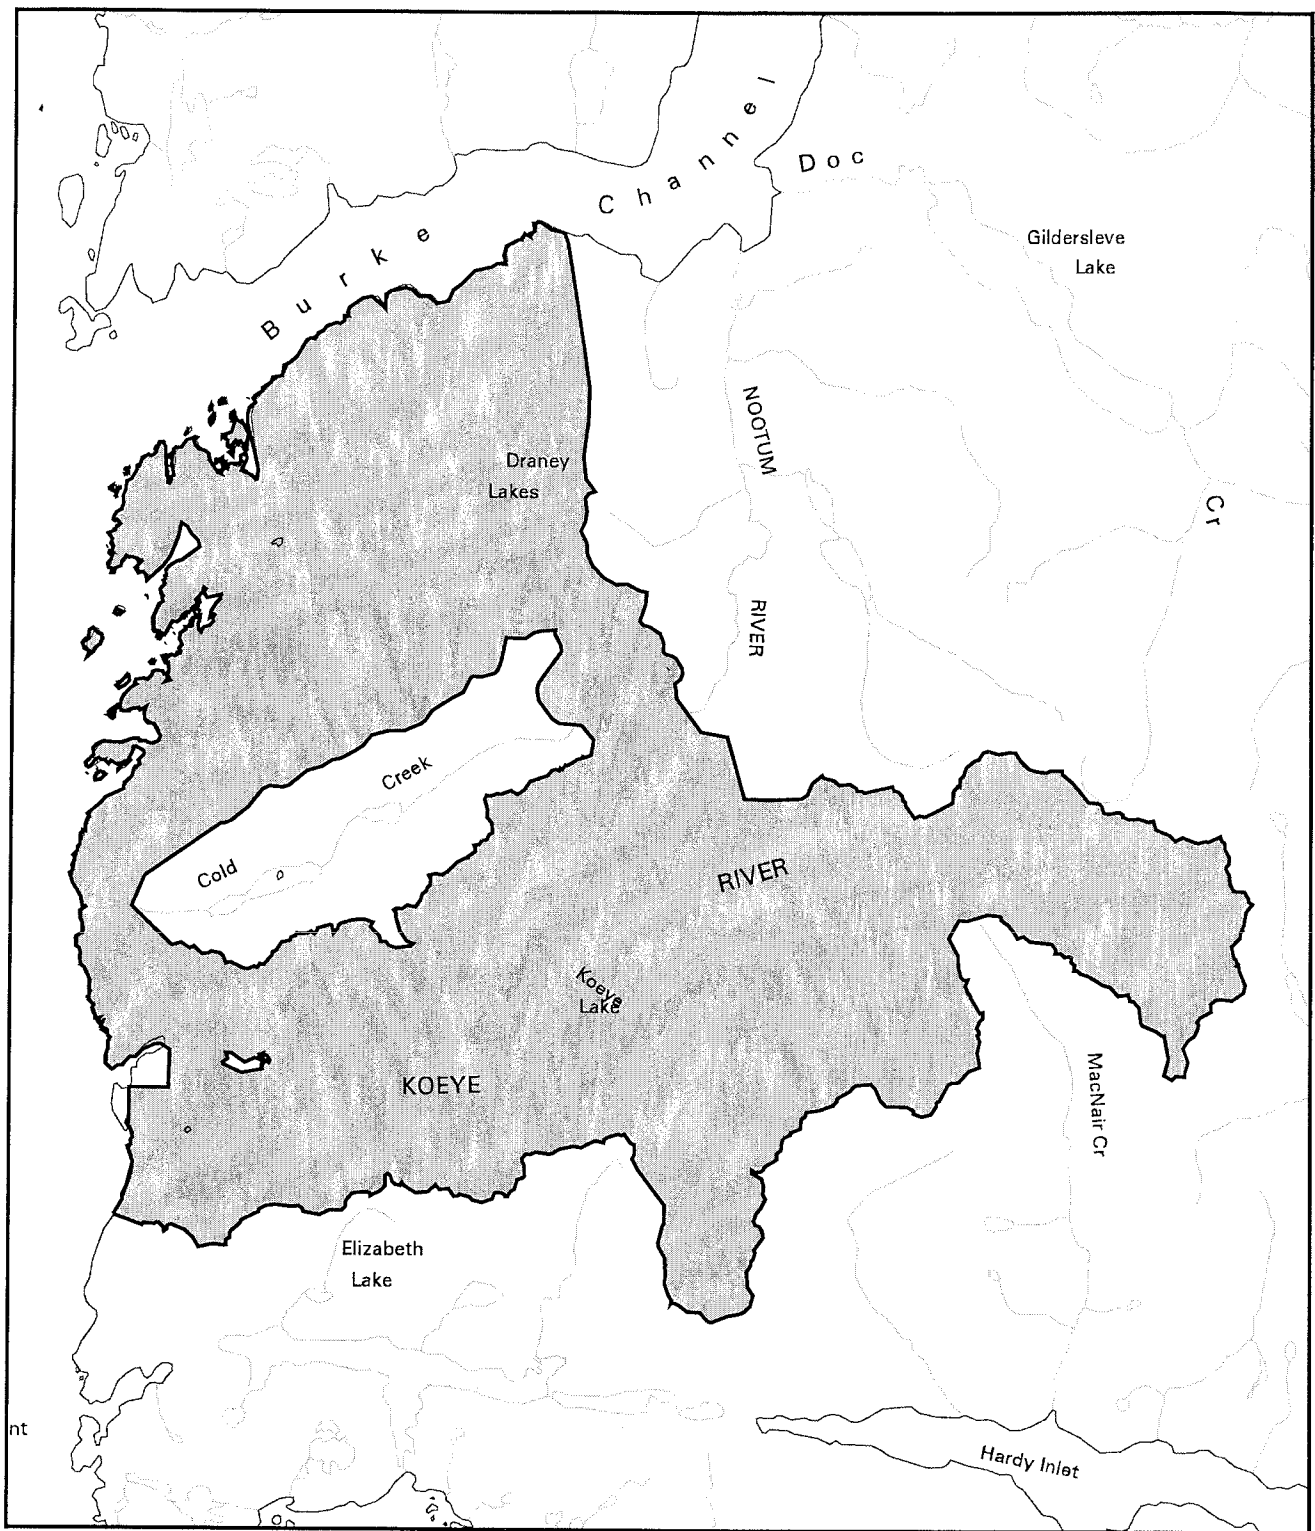 Burke Channel
Doc
Gildersleve
Lake
NOOTUM
RIVER
Draney
Lakes
Cr
Creek
Cold
RIVER
Koeye
Lake
KOEYE
MacNair Cr
Elizabeth
Lake
nt
Hardy Inlet